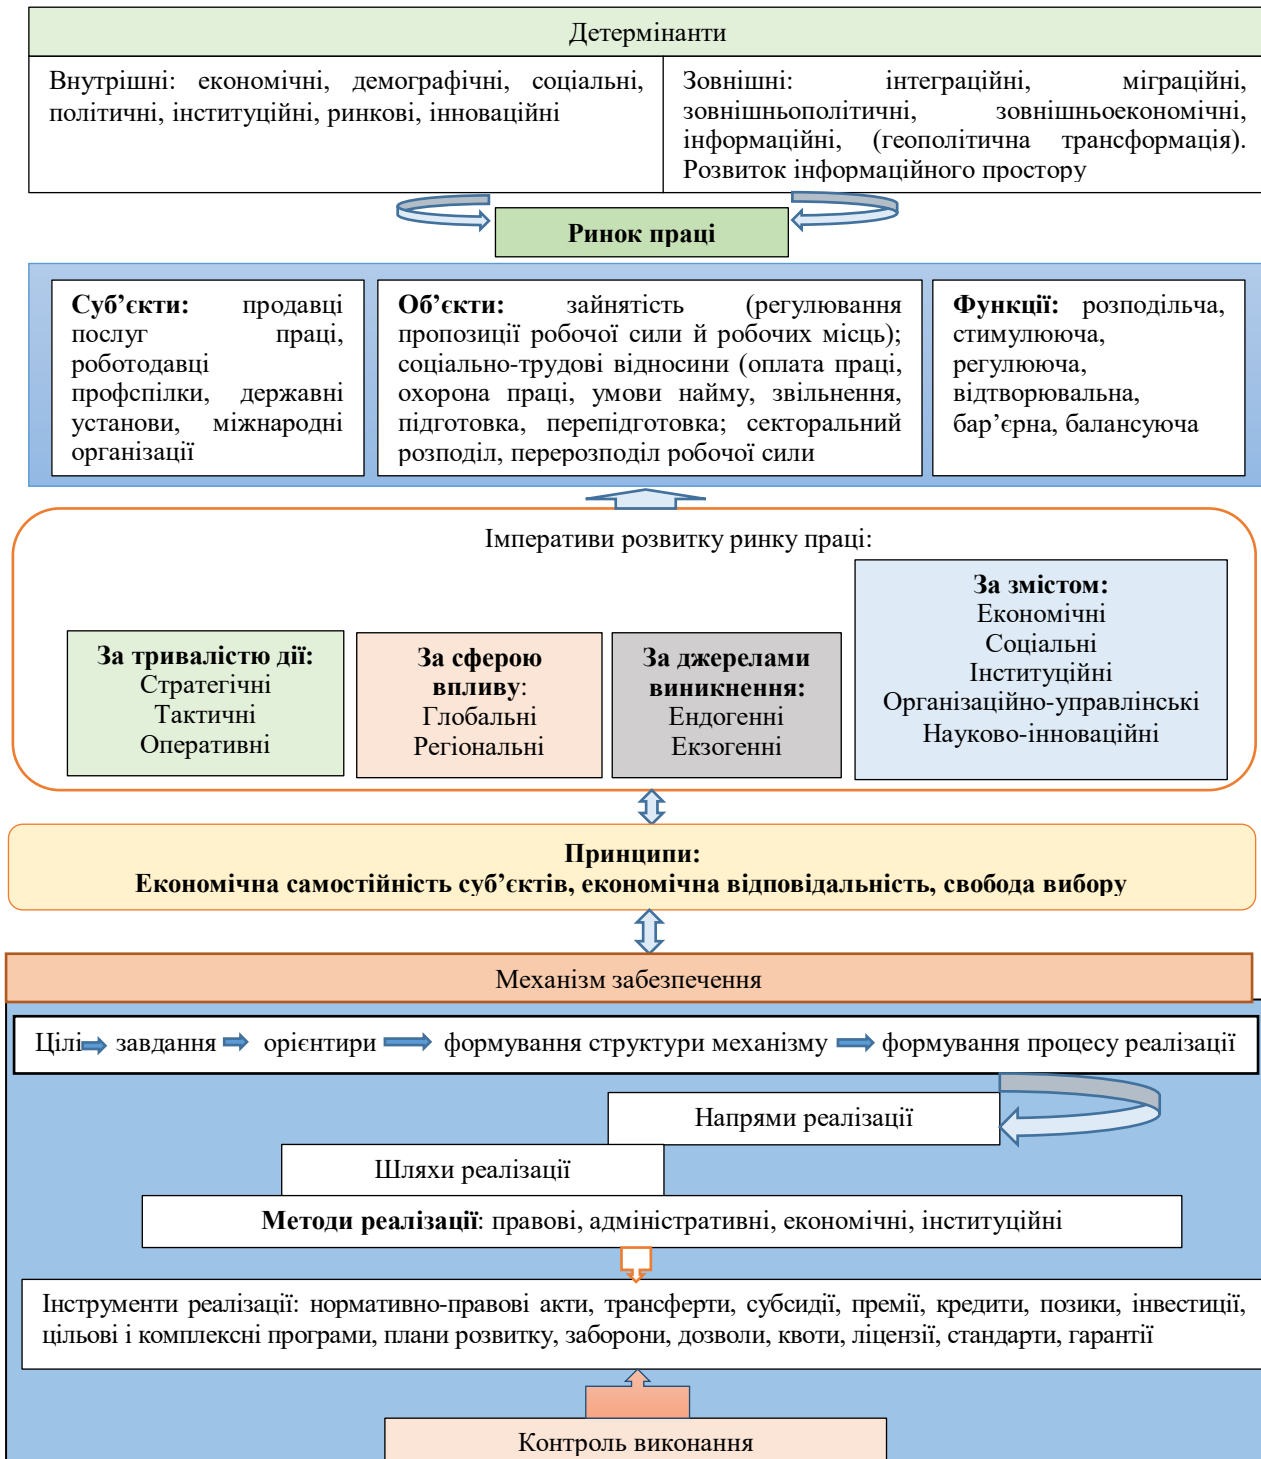 Детермінанти
Внутрішні: економічні, демографічні, соціальні,
політичні, інституційні, ринкові, інноваційні
Зовнішні: інтеграційні, міграційні,
зовнішньополітичні, зовнішньоекономічні,
інформаційні, (геополітична трансформація).
Розвиток інформаційного простору
Ринок праці
Суб’єкти: продавці
послуг праці,
роботодавці
профспілки, державні
установи, міжнародні
організації
Об’єкти: зайнятість (регулювання
пропозиції робочої сили й робочих місць);
соціально-трудові відносини (оплата праці,
охорона праці, умови найму, звільнення,
підготовка, перепідготовка; секторальний
розподіл, перерозподіл робочої сили
Функції: розподільча,
стимулююча,
регулююча,
відтворювальна,
бар’єрна, балансуюча
Імперативи розвитку ринку праці:
За тривалістю дії:
Стратегічні
Тактичні
Оперативні
За сферою
впливу:
Глобальні
Регіональні
За джерелами
виникнення:
Ендогенні
Екзогенні
За змістом:
Економічні
Соціальні
Інституційні
Організаційно-управлінські
Науково-інноваційні
Принципи:
Економічна самостійність суб’єктів, економічна відповідальність, свобода вибору
Механізм забезпечення
Цілі завдання орієнтири формування структури механізму формування процесу реалізації
Напрями реалізації
Шляхи реалізації
Методи реалізації: правові, адміністративні, економічні, інституційні
Інструменти реалізації: нормативно-правові акти, трансферти, субсидії, премії, кредити, позики, інвестиції,
цільові і комплексні програми, плани розвитку, заборони, дозволи, квоти, ліцензії, стандарти, гарантії
Контроль виконання